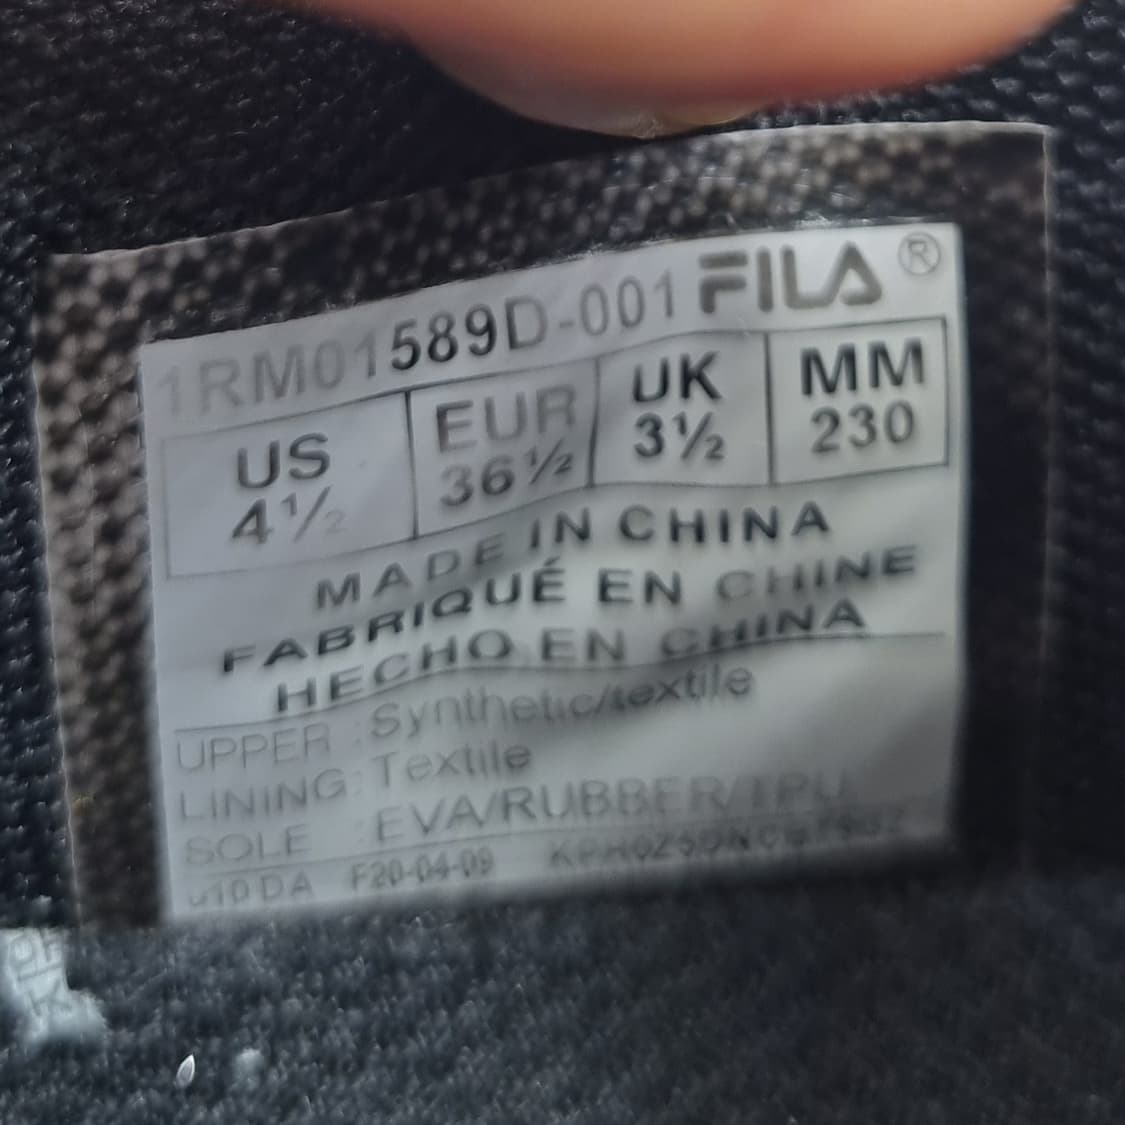 1RM01589D-001 FILA ®
US EUR UK MM
4½ 36½ 3½ 230
MADE IN CHINA
FABRIQUÉ EN CHINE
HECHO EN CHINA
UPPER : Synthetic/textile
LINING: Textile
SOLE : EVA/RUBBER/TPU
DA F20-04-09